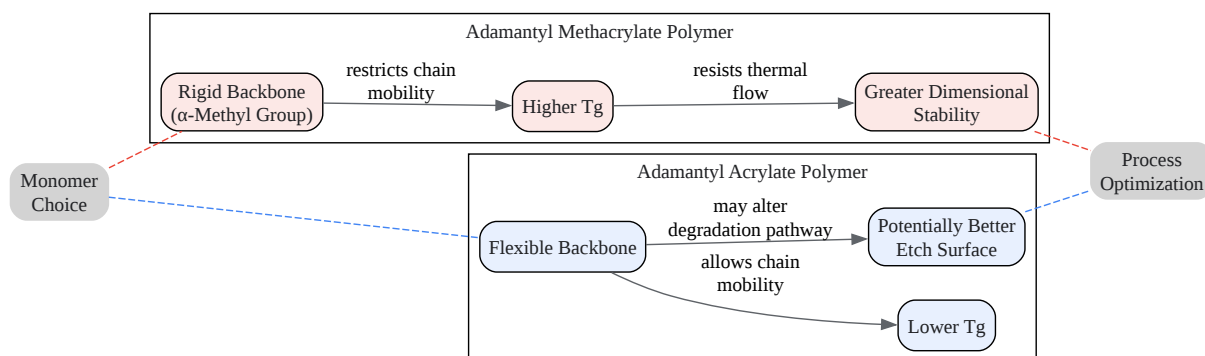 Adamantyl Methacrylate Polymer
Rigid Backbone
(α-Methyl Group)
restricts chain
mobility
Higher Tg
resists thermal
flow
Greater Dimensional
Stability
Monomer
Choice
Process
Optimization
Adamantyl Acrylate Polymer
Flexible Backbone
may alter
degradation pathway
Potentially Better
Etch Surface
allows chain
mobility
Lower Tg